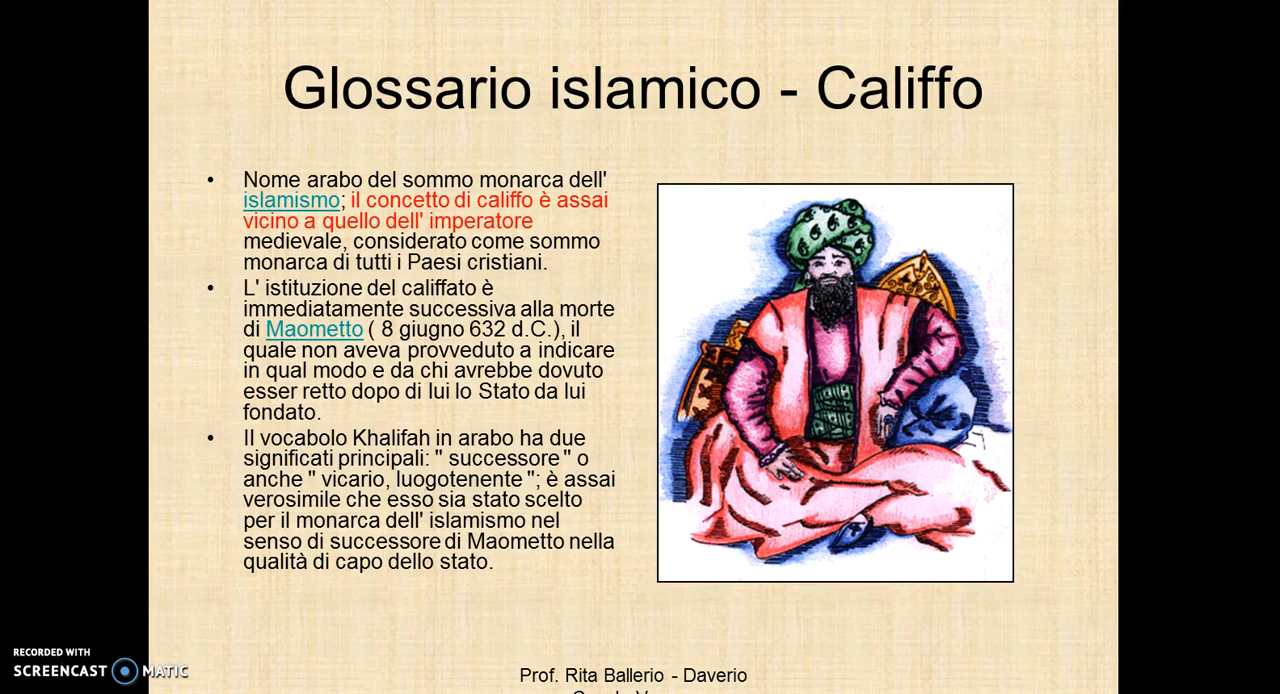 Glossario islamico - Califfo
• Nome arabo del sommo monarca dell'
islamismo; il concetto di califfo è assai
vicino a quello dell' imperatore
medievale, considerato come sommo
monarca di tutti i Paesi cristiani.
• L' istituzione del califfato è
immediatamente successiva alla morte
di Maometto ( 8 giugno 632 d.C.), il
quale non aveva provveduto a indicare
in qual modo e da chi avrebbe dovuto
esser retto dopo di lui lo Stato da lui
fondato.
• Il vocabolo Khalifah in arabo ha due
significati principali: " successore " o
anche " vicario, luogotenente "; è assai
verosimile che esso sia stato scelto
per il monarca dell' islamismo nel
senso di successore di Maometto nella
qualità di capo dello stato.
Prof. Rita Ballerio - Daverio
RECORDED WITH
SCREENCAST MATIC